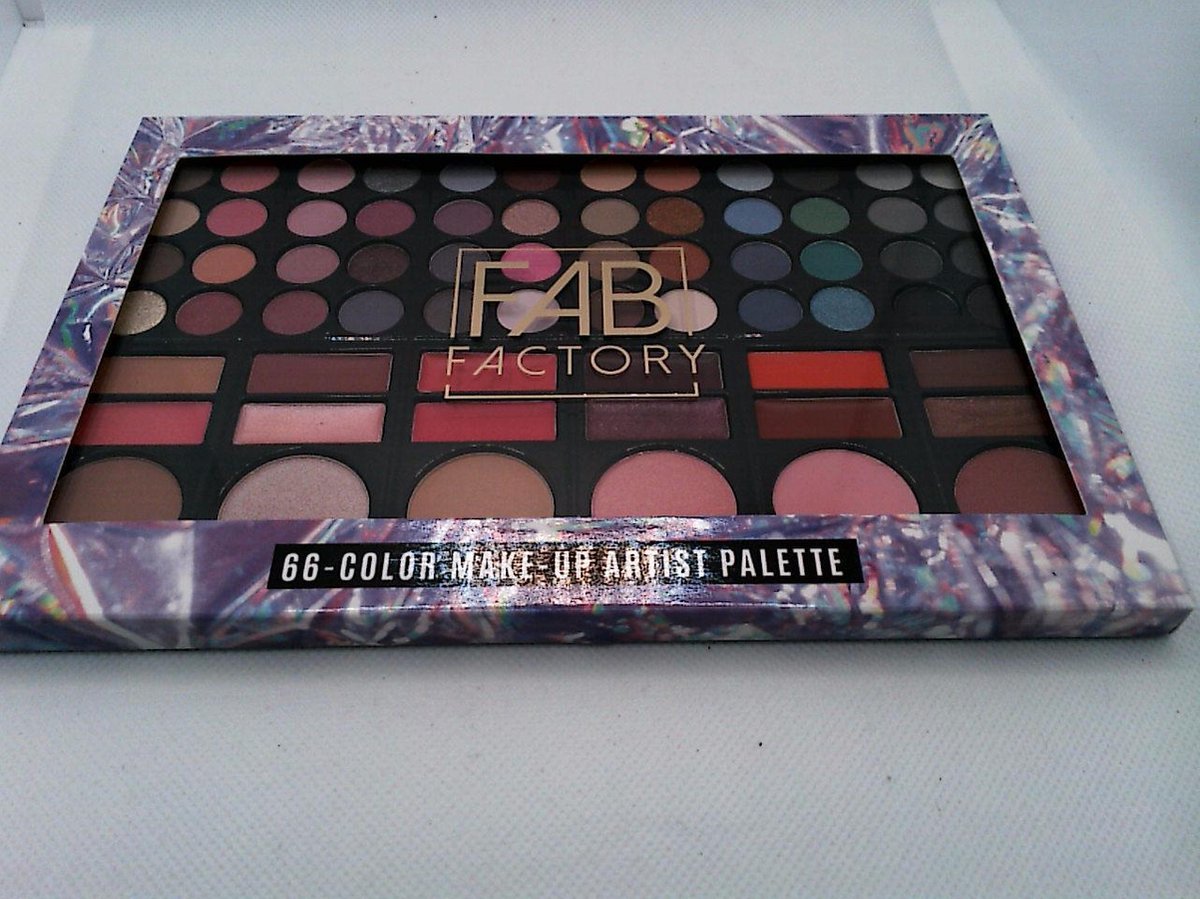 FAB
FACTORY
66-COLOR MAKE-UP ARTIST PALETTE